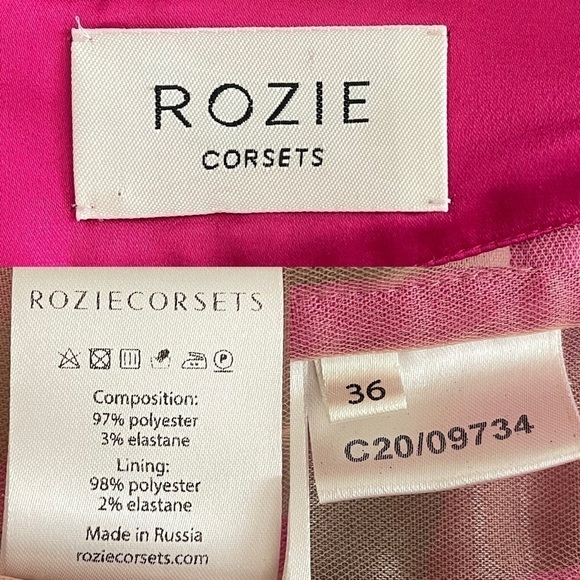 ROZIE
CORSETS
ROZIECORSETS
P
Composition:
97% polyester
3% elastane
Lining:
98% polyester
2% elastane
Made in Russia
roziecorsets.com
36
C20/09734